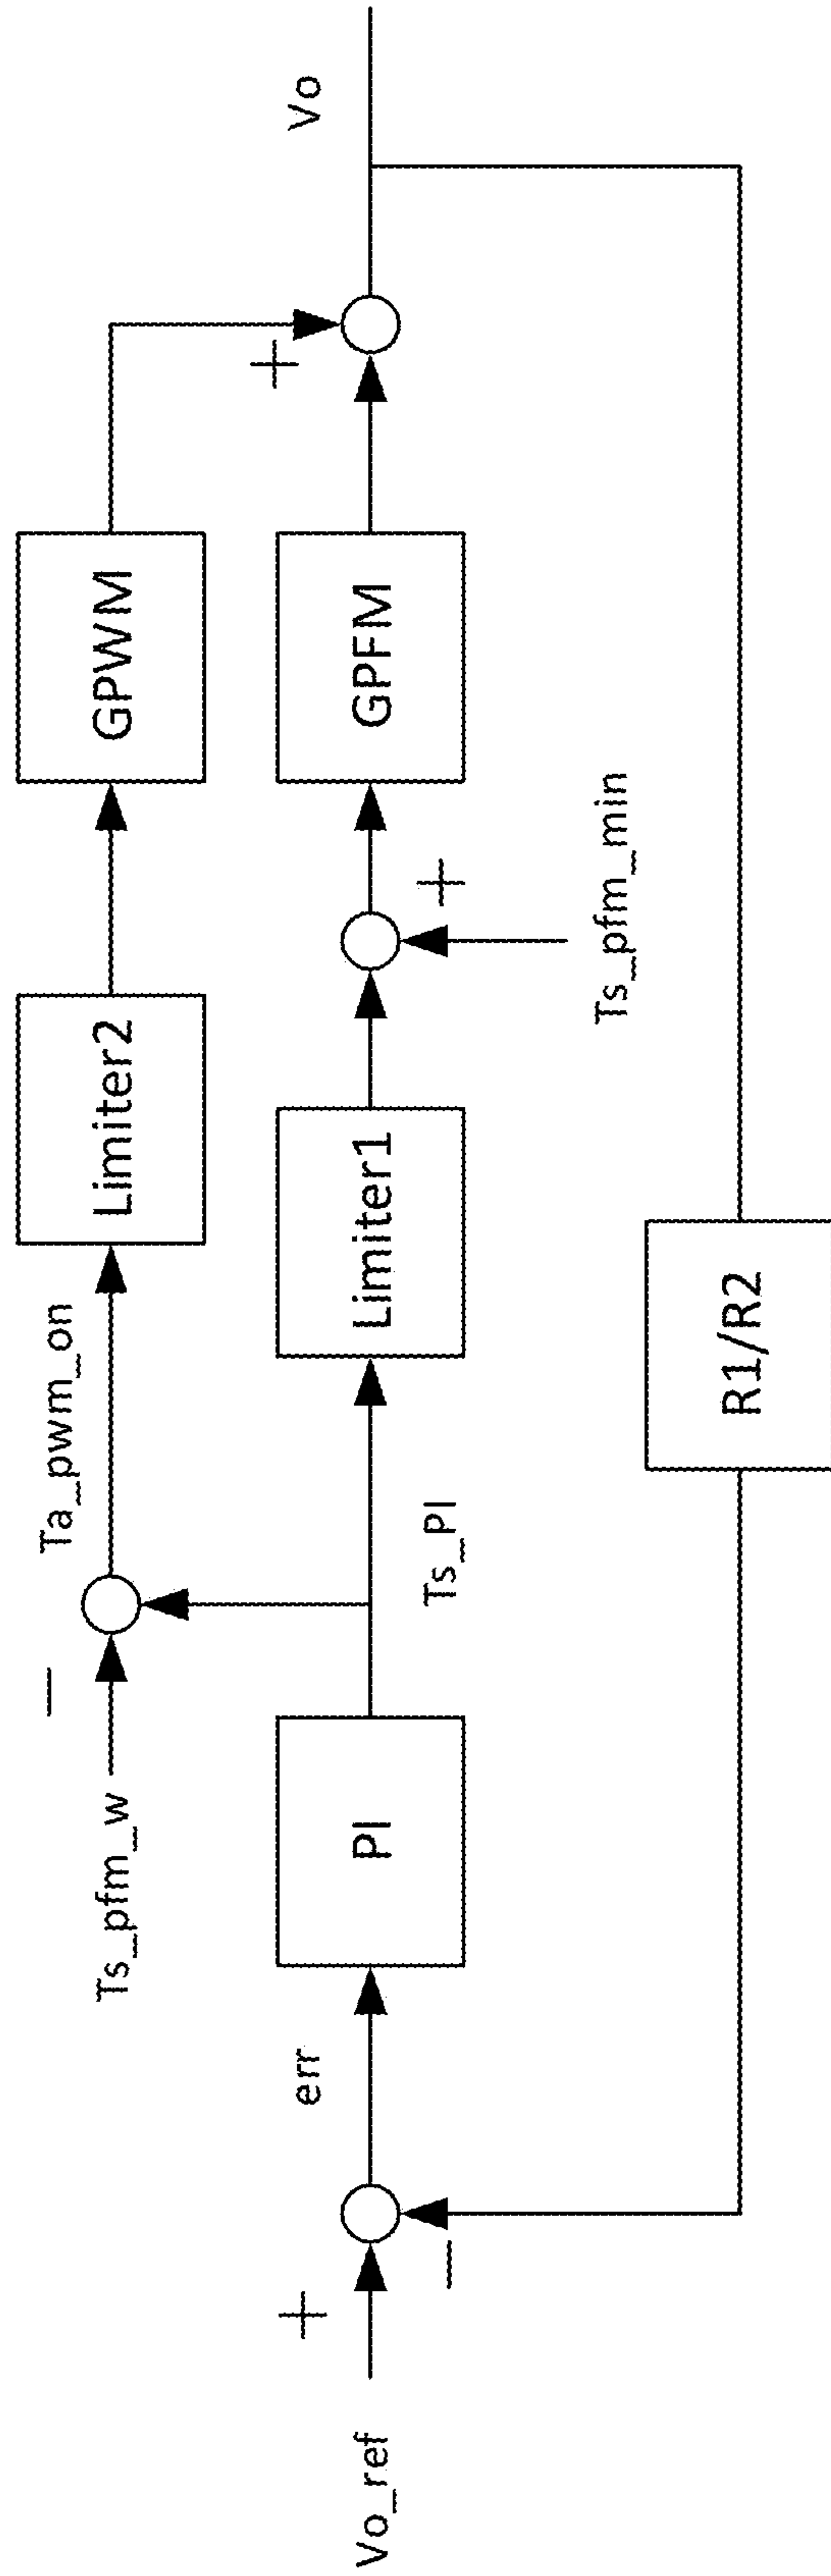 Vo_ref
+
−
err
PI
Ts_PI
Ts_pfm_w
−
Ta_pwm_on
Limiter2
GPWM
Limiter1
Ts_pfm_min
+
GPFM
+
Vo
R1/R2